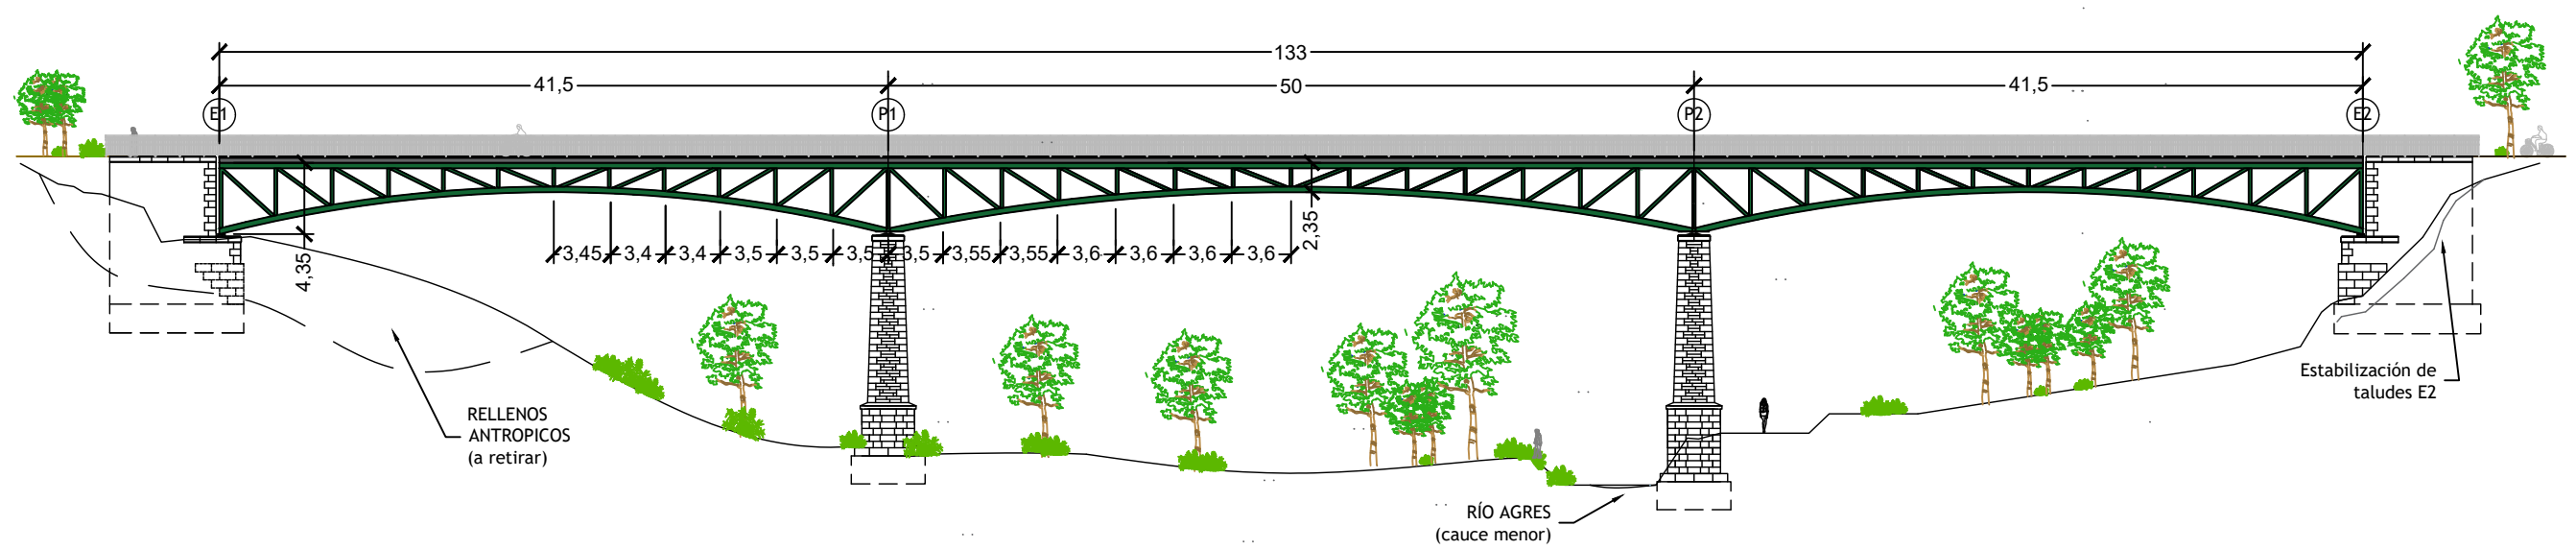 133
41,5 50 41,5
E1 P1 P2 E2
3,45 3,4 3,4 3,5 3,5 3,5 3,5 3,55 3,55 3,6 3,6 3,6 3,6
2,35
4,35
RELLENOS
ANTROPICOS
(a retirar)
Estabilización de
taludes E2
RÍO AGRES
(cauce menor)